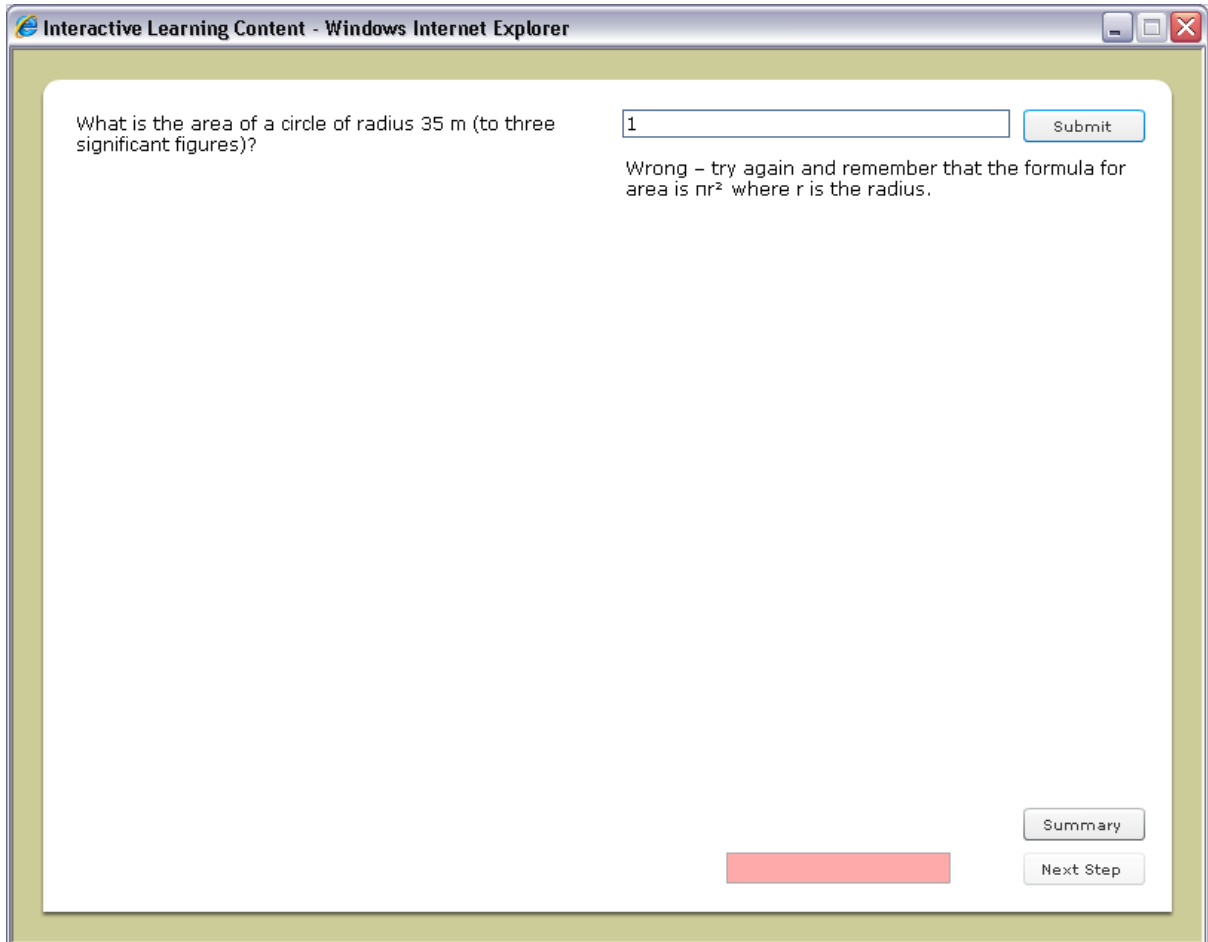 Interactive Learning Content - Windows Internet Explorer
What is the area of a circle of radius 35 m (to three
significant figures)?
1
Submit
Wrong – try again and remember that the formula for
area is πr² where r is the radius.
Summary
Next Step